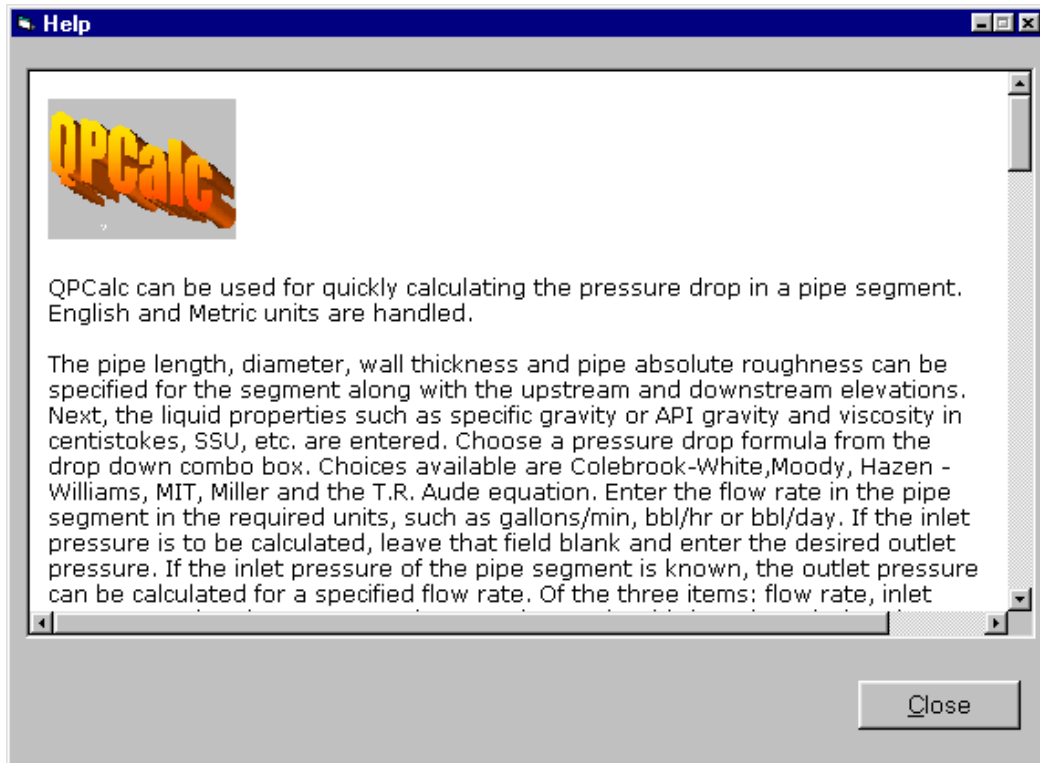 Help
QPCalc
QPCalc can be used for quickly calculating the pressure drop in a pipe segment.
English and Metric units are handled.
The pipe length, diameter, wall thickness and pipe absolute roughness can be
specified for the segment along with the upstream and downstream elevations.
Next, the liquid properties such as specific gravity or API gravity and viscosity in
centistokes, SSU, etc. are entered. Choose a pressure drop formula from the
drop down combo box. Choices available are Colebrook-White,Moody, Hazen -
Williams, MIT, Miller and the T.R. Aude equation. Enter the flow rate in the pipe
segment in the required units, such as gallons/min, bbl/hr or bbl/day. If the inlet
pressure is to be calculated, leave that field blank and enter the desired outlet
pressure. If the inlet pressure of the pipe segment is known, the outlet pressure
can be calculated for a specified flow rate. Of the three items: flow rate, inlet
Close